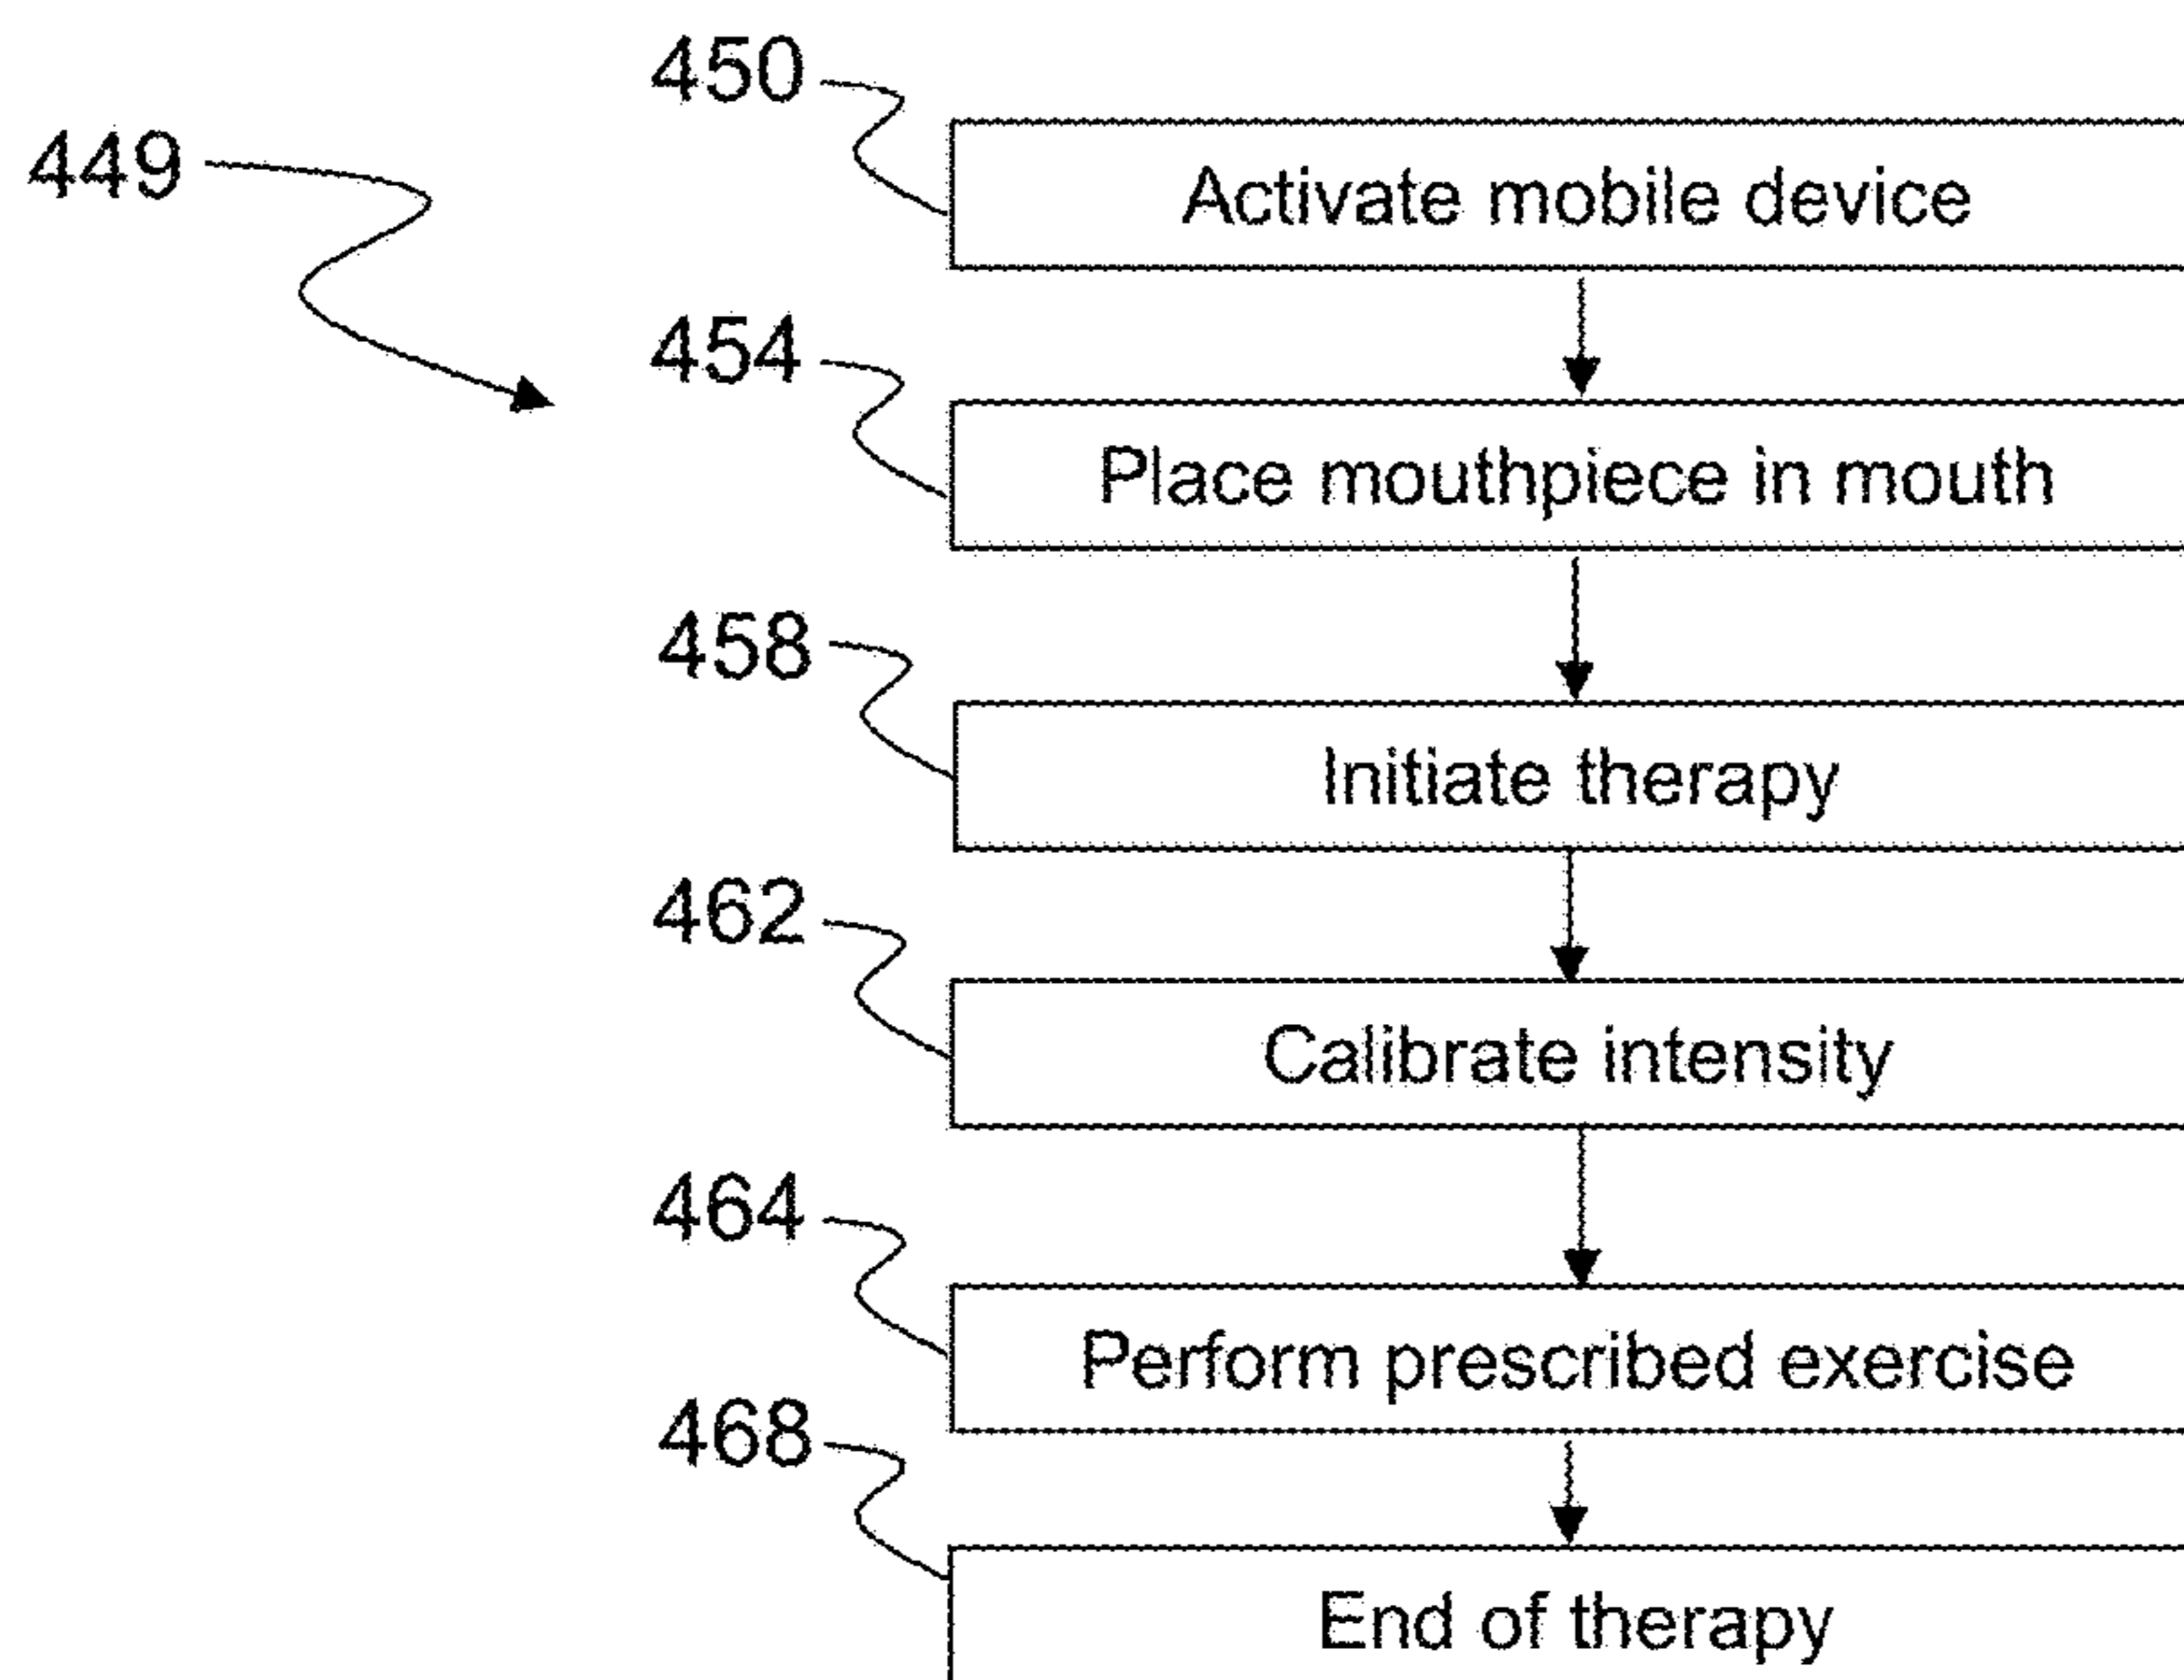 450
449
Activate mobile device
454
Place mouthpiece in mouth
458
Initiate therapy
462
Calibrate intensity
464
Perform prescribed exercise
468
End of therapy